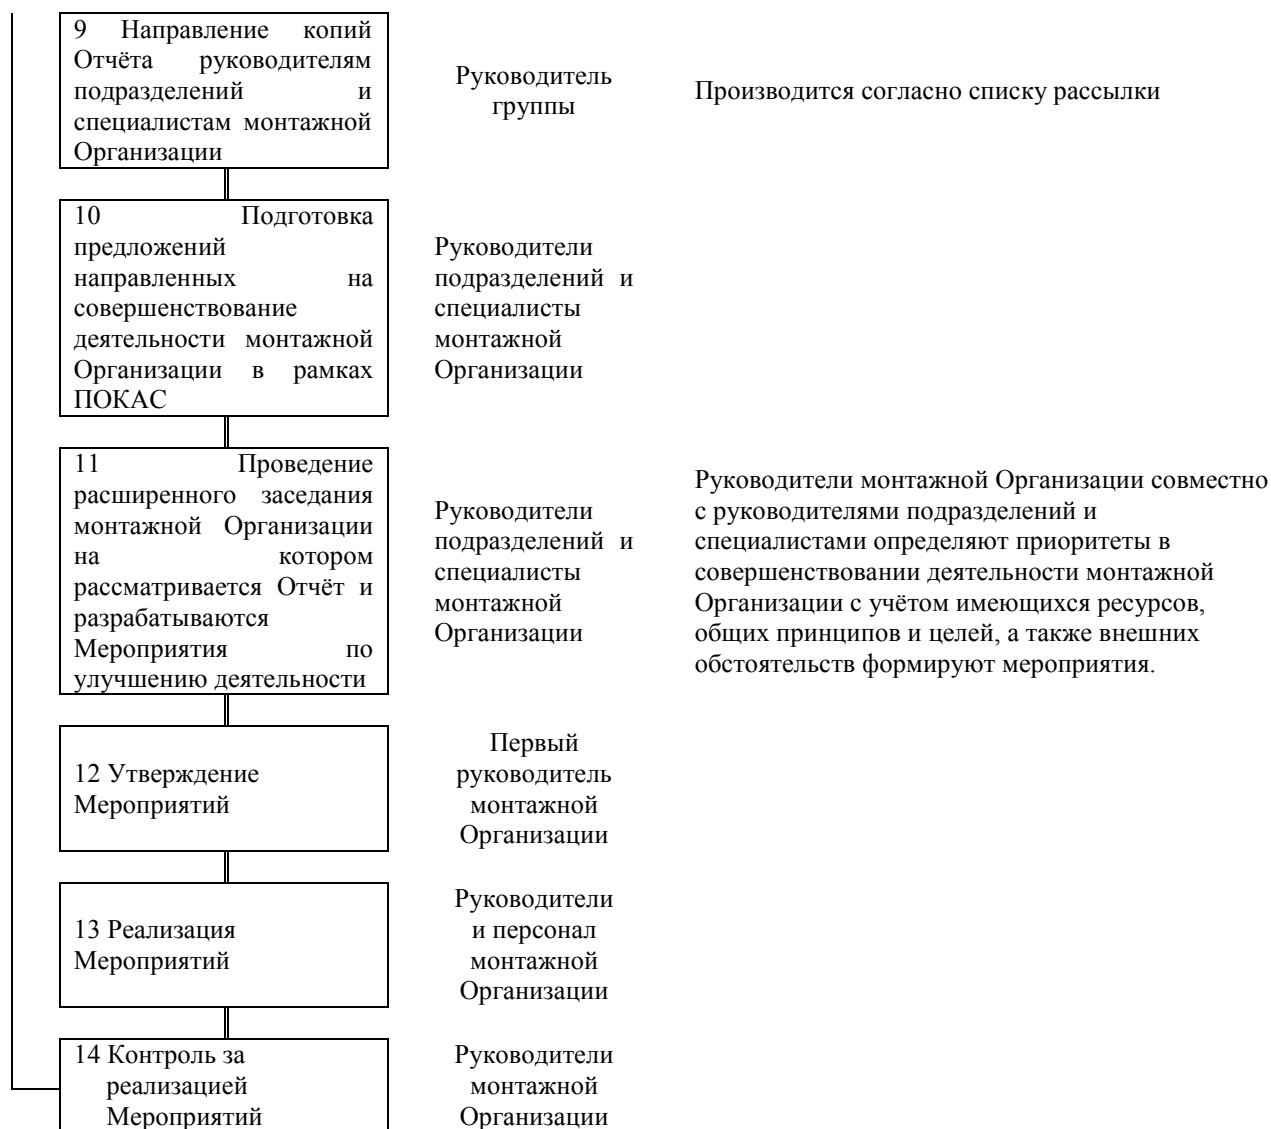 9 Направление копий
Отчёта руководителям
подразделений и
специалистам монтажной
Организации
Руководитель
группы
Производится согласно списку рассылки
10 Подготовка
предложений
направленных на
совершенствование
деятельности монтажной
Организации в рамках
ПОКАС
Руководители
подразделений и
специалисты
монтажной
Организации
11 Проведение
расширенного заседания
монтажной Организации
на котором
рассматривается Отчёт и
разрабатываются
Мероприятия по
улучшению деятельности
Руководители
подразделений и
специалисты
монтажной
Организации
Руководители монтажной Организации совместно
с руководителями подразделений и
специалистами определяют приоритеты в
совершенствовании деятельности монтажной
Организации с учётом имеющихся ресурсов,
общих принципов и целей, а также внешних
обстоятельств формируют мероприятия.
12 Утверждение
Мероприятий
Первый
руководитель
монтажной
Организации
13 Реализация
Мероприятий
Руководители
и персонал
монтажной
Организации
14 Контроль за
реализацией
Мероприятий
Руководители
монтажной
Организации